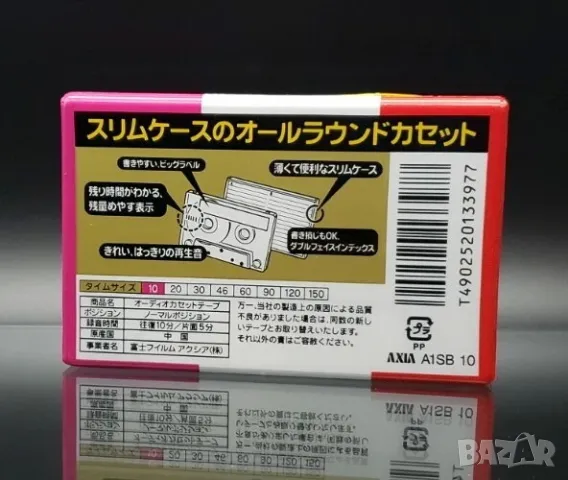 スリムケースのオールラウンドカセット
書きやすい、ビッグラベル
薄くて便利なスリムケース
残り時間がわかる、
残量めやす表示
書き損じもOK、
ダブルフェイスインデックス
きれい、はっきりの再生音
T4902520133977
タイムサイズ 10 20 30 46 50 60 90 120 150
商品名 オーディオカセットテープ
ポジション ノーマルポジション
録音時間 往復10分/片面5分
原産国 中国
事業者名 富士フイルム アクシア(株)
万一、当社の製造上の原因による品質
不良がありました場合は、同数の新し
いテープとお取り替えいたします。
それ以外の責はご容赦ください。
プラ
PP
AXIA A1SB 10
BAZAR